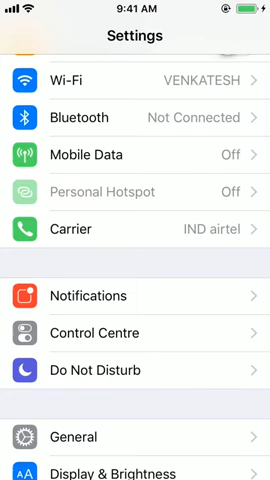 9:41 AM
Settings
Wi-Fi VENKATESH
Bluetooth Not Connected
Mobile Data Off
Personal Hotspot Off
Carrier IND airtel
Notifications
Control Centre
Do Not Disturb
General
AA Display & Brightness